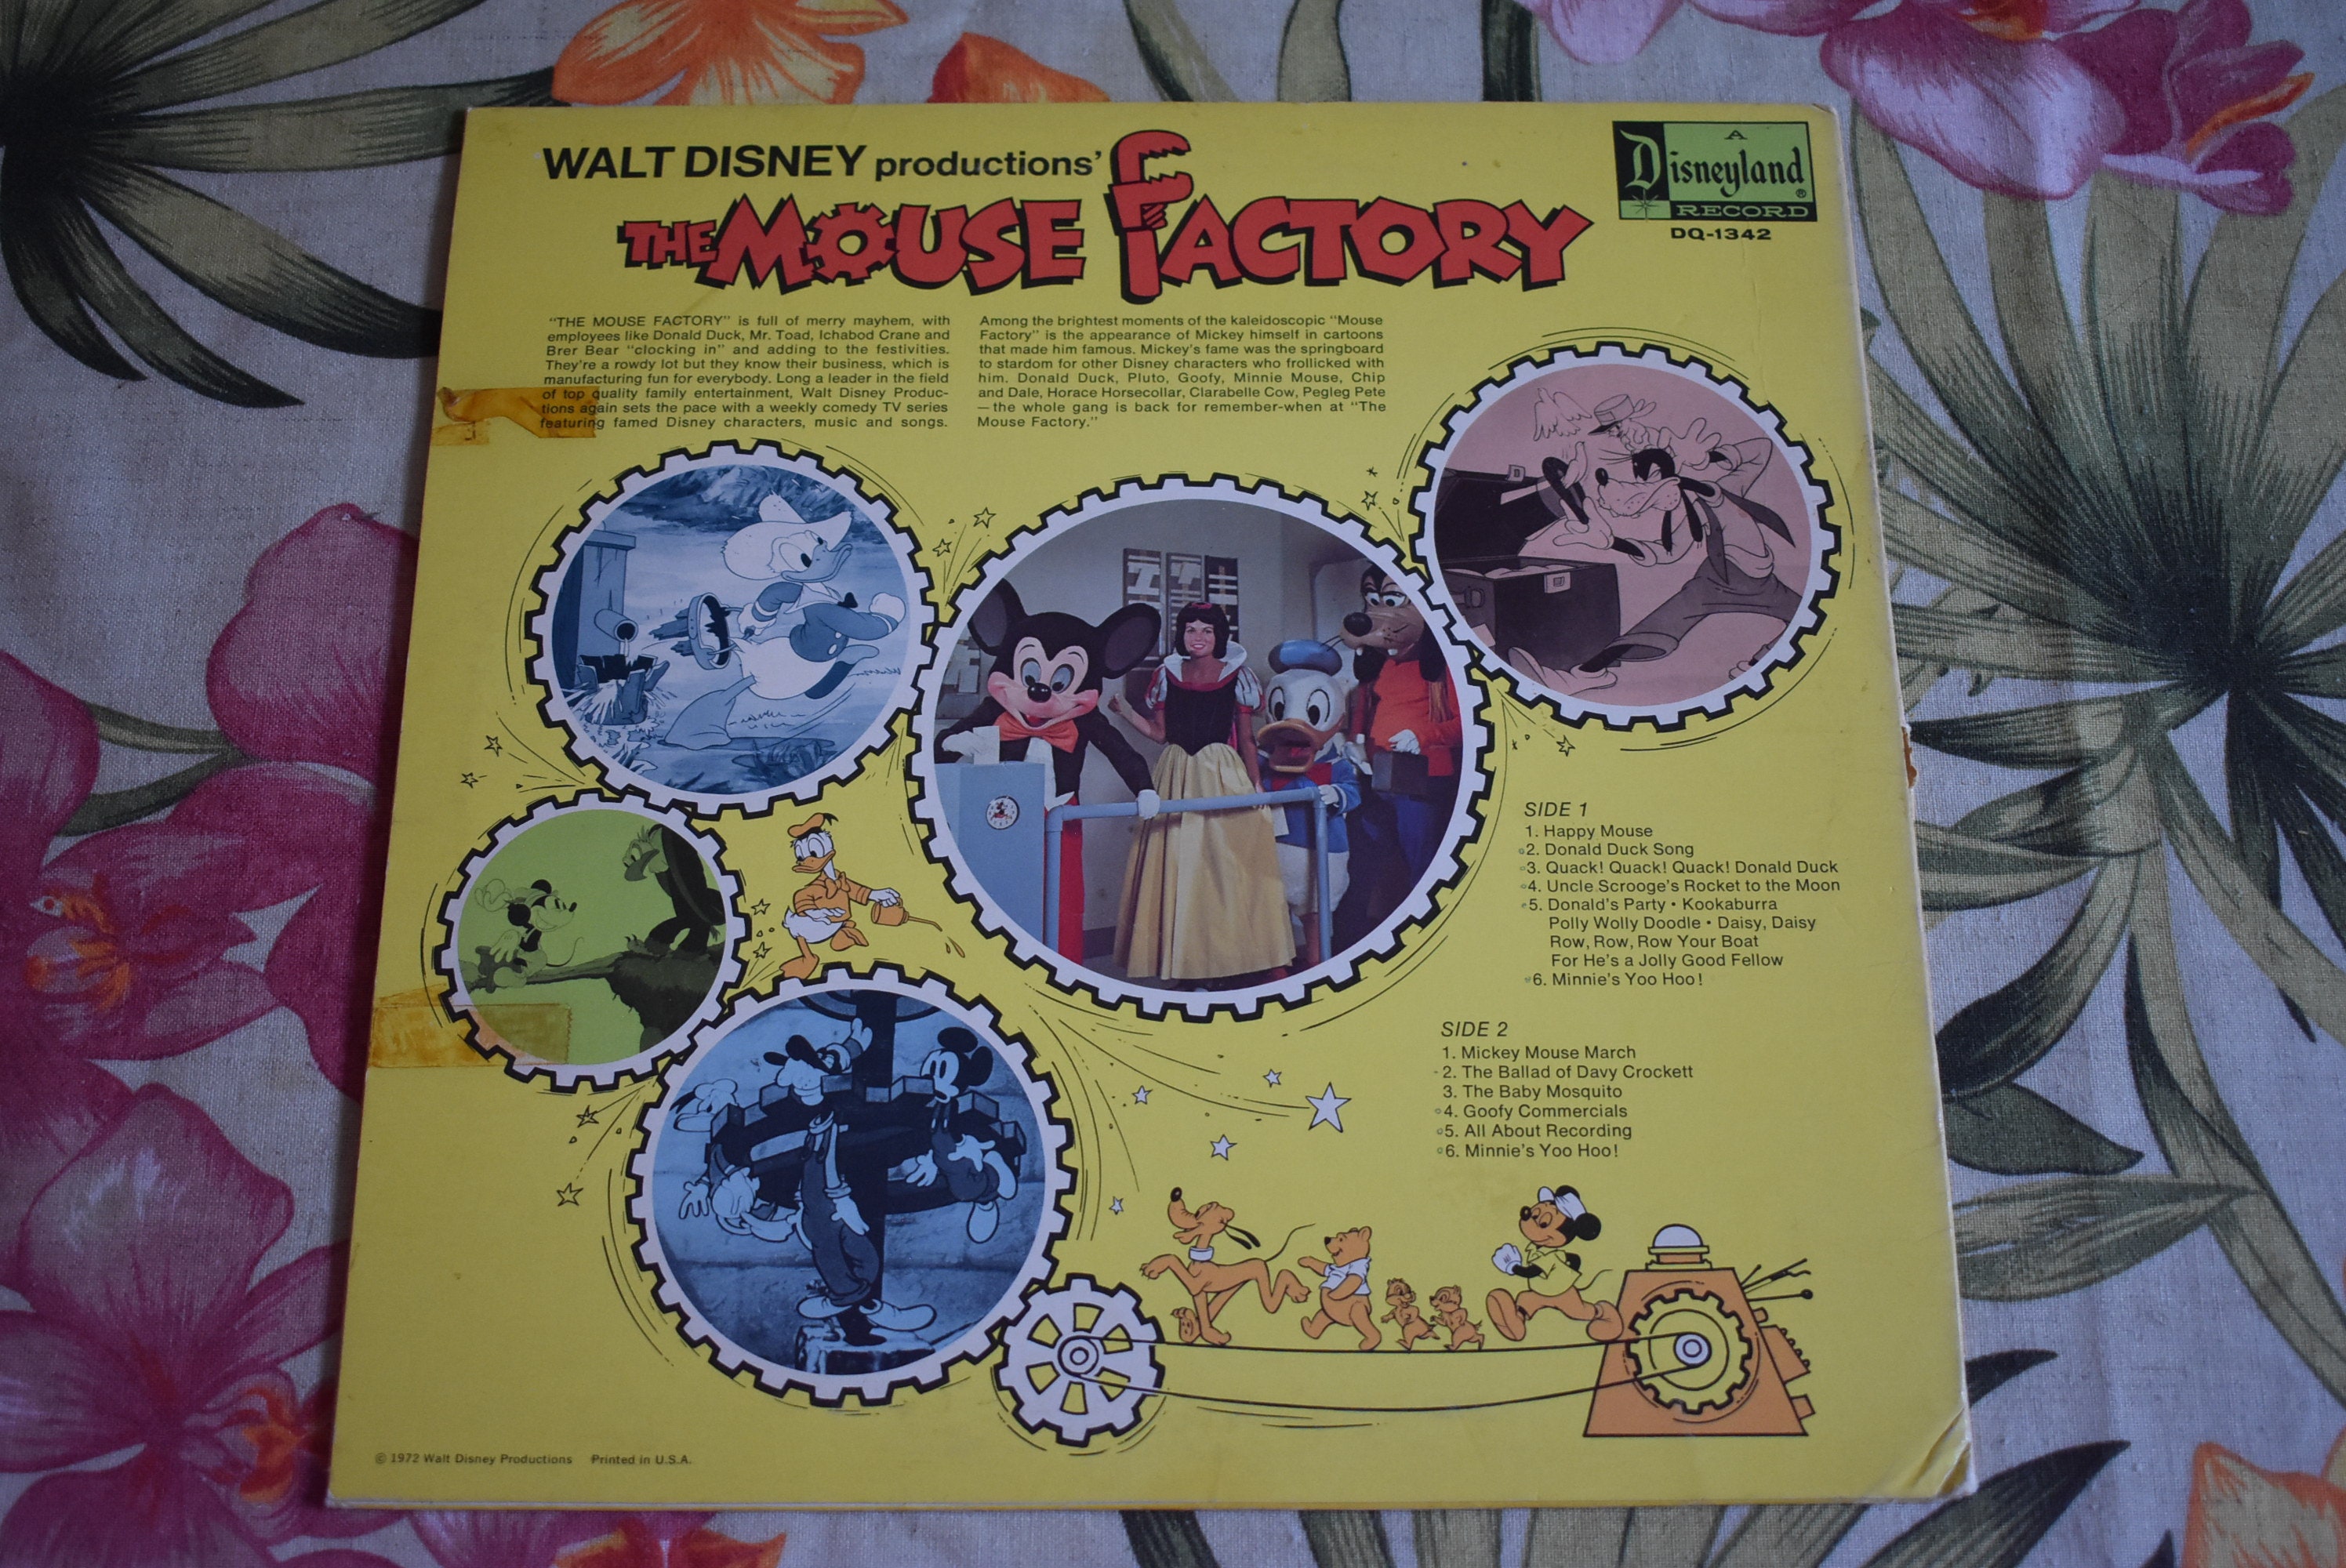 WALT DISNEY productions'
THE MOUSE FACTORY
A
Disneyland®
RECORD
DQ-1342
"THE MOUSE FACTORY" is full of merry mayhem, with
employees like Donald Duck, Mr. Toad, Ichabod Crane and
Brer Bear "clocking in" and adding to the festivities.
They're a rowdy lot but they know their business, which is
manufacturing fun for everybody. Long a leader in the field
of top quality family entertainment, Walt Disney Produc-
tions again sets the pace with a weekly comedy TV series
featuring famed Disney characters, music and songs.
Among the brightest moments of the kaleidoscopic "Mouse
Factory" is the appearance of Mickey himself in cartoons
that made him famous. Mickey's fame was the springboard
to stardom for other Disney characters who frollicked with
him. Donald Duck, Pluto, Goofy, Minnie Mouse, Chip
and Dale, Horace Horsecollar, Clarabelle Cow, Pegleg Pete
—the whole gang is back for remember-when at "The
Mouse Factory."
SIDE 1
1. Happy Mouse
2. Donald Duck Song
3. Quack! Quack! Quack! Donald Duck
4. Uncle Scrooge's Rocket to the Moon
5. Donald's Party • Kookaburra
Polly Wolly Doodle • Daisy, Daisy
Row, Row, Row Your Boat
For He's a Jolly Good Fellow
6. Minnie's Yoo Hoo!
SIDE 2
1. Mickey Mouse March
2. The Ballad of Davy Crockett
3. The Baby Mosquito
4. Goofy Commercials
5. All About Recording
6. Minnie's Yoo Hoo!
© 1972 Walt Disney Productions Printed in U.S.A.